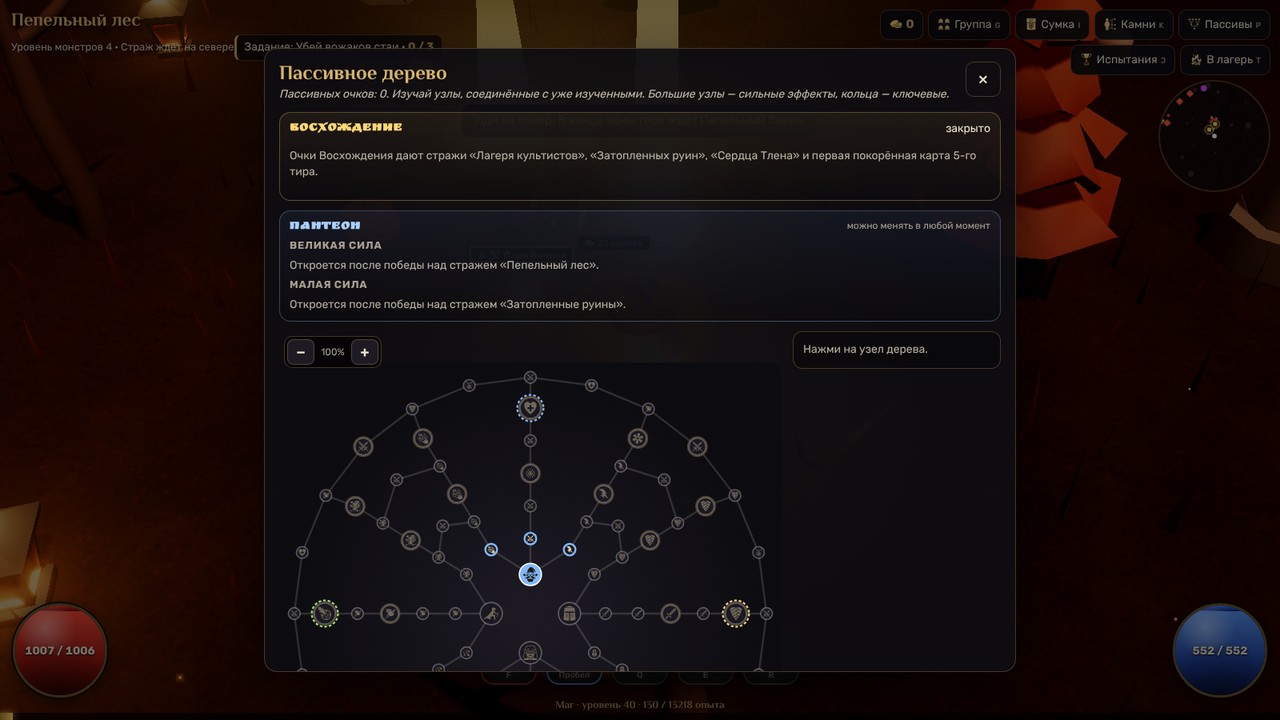 Пепельный лес
Уровень монстров 4 • Страж ждёт на севере
Задание: Убей вожаков стаи • 0 / 3
0
Группа G
Сумка I
Камни K
Пассивы P
Испытания J
В лагерь T
Пассивное дерево
Пассивных очков: 0. Изучай узлы, соединённые с уже изученными. Большие узлы — сильные эффекты, кольца — ключевые.
×
ВОСХОЖДЕНИЕ
закрыто
Очки Восхождения дают стражи «Лагеря культистов», «Затопленных руин», «Сердца Тлена» и первая покорённая карта 5-го
тира.
ПАНТЕОН
можно менять в любой момент
ВЕЛИКАЯ СИЛА
Откроется после победы над стражем «Пепельный лес».
МАЛАЯ СИЛА
Откроется после победы над стражем «Затопленные руины».
− 100% +
Нажми на узел дерева.
1007 / 1006
552 / 552
F
Пробел
Q
E
R
Маг · уровень 40 · 130 / 13218 опыта